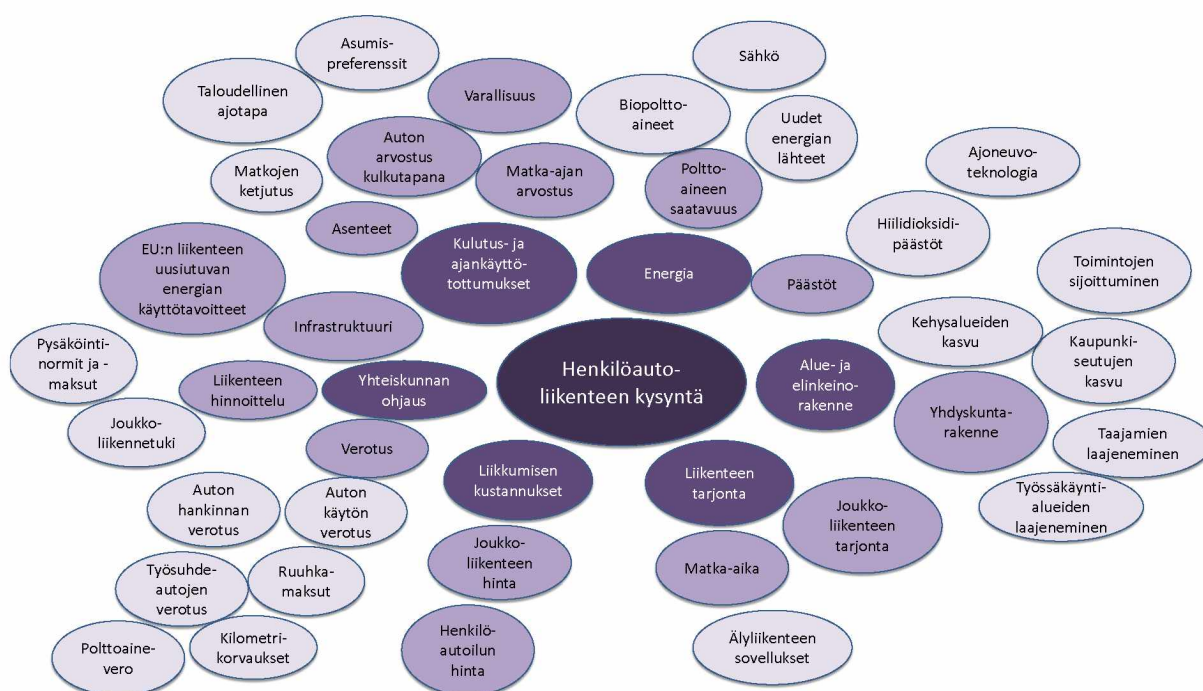 Asumis-
preferenssit
Sähkö
Taloudellinen
ajotapa
Varallisuus
Biopoltto-
aineet
Uudet
energian
lähteet
Auton
arvostus
kulkutapana
Matka-ajan
arvostus
Poltto-
aineen
saatavuus
Ajoneuvo-
teknologia
Matkojen
ketjutus
Asenteet
Hiilidioksidi-
päästöt
EU:n liikenteen
uusiutuvan
energian
käyttötavoitteet
Kulutus- ja
ajankäyttö-
tottumukset
Energia
Päästöt
Toimintojen
sijoittuminen
Infrastruktuuri
Kehysalueiden
kasvu
Kaupunki-
seutujen
kasvu
Pysäköinti-
normit ja -
maksut
Liikenteen
hinnoittelu
Yhteiskunnan
ohjaus
Henkilöauto-
liikenteen kysyntä
Alue- ja
elinkeino-
rakenne
Yhdyskunta-
rakenne
Joukko-
liikennetuki
Verotus
Taajamien
laajeneminen
Liikkumisen
kustannukset
Liikenteen
tarjonta
Työssäkäynti-
alueiden
laajeneminen
Auton
hankinnan
verotus
Auton
käytön
verotus
Joukko-
liikenteen
tarjonta
Joukko-
liikenteen
hinta
Matka-aika
Työsuhde-
autojen
verotus
Ruuhka-
maksut
Polttoaine-
vero
Kilometri-
korvaukset
Henkilö-
autoilun
hinta
Älyliikenteen
sovellukset